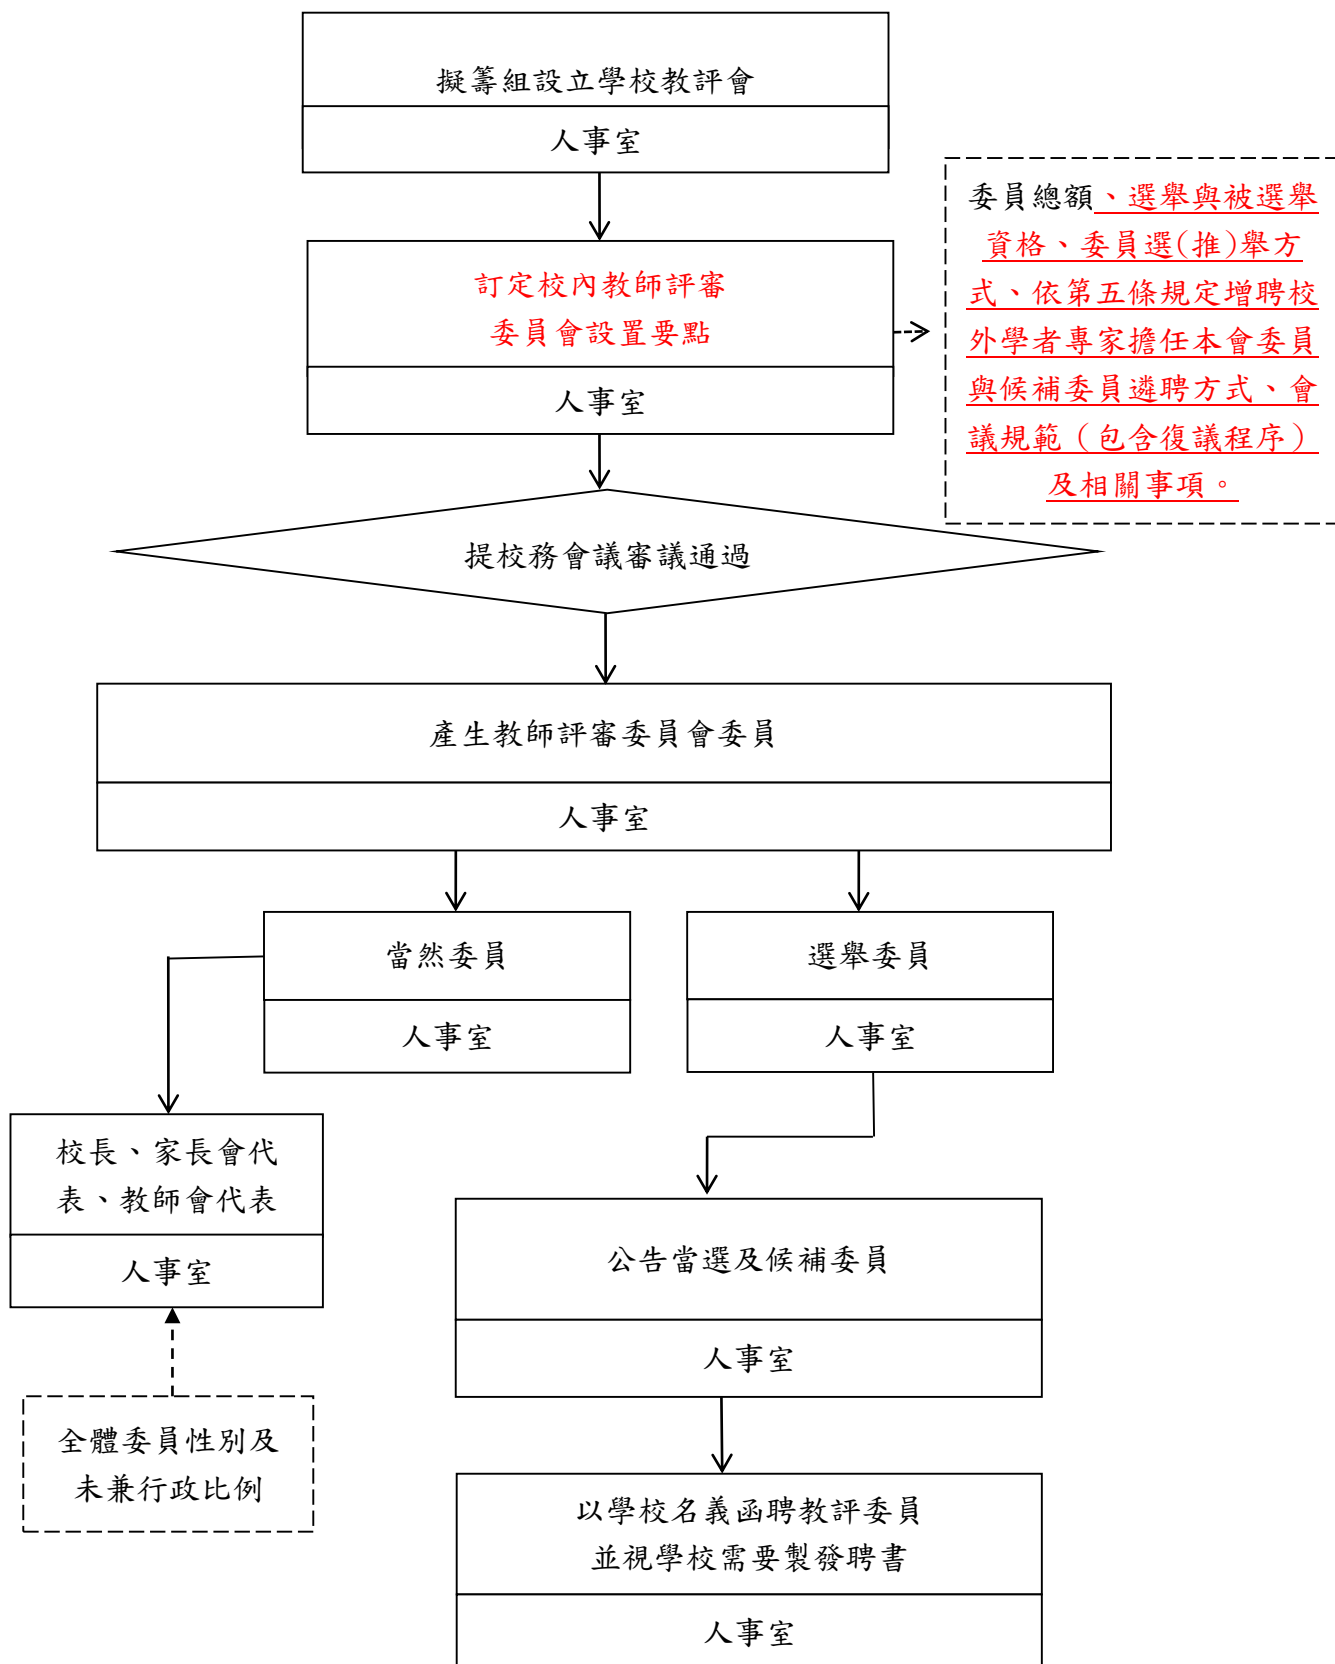 擬籌組設立學校教評會
人事室
訂定校內教師評審
委員會設置要點
人事室
委員總額、選舉與被選舉
資格、委員選(推)舉方
式、依第五條規定增聘校
外學者專家擔任本會委員
與候補委員遴聘方式、會
議規範（包含復議程序）
及相關事項。
提校務會議審議通過
產生教師評審委員會委員
人事室
當然委員
人事室
選舉委員
人事室
校長、家長會代
表、教師會代表
人事室
公告當選及候補委員
人事室
全體委員性別及
未兼行政比例
以學校名義函聘教評委員
並視學校需要製發聘書
人事室